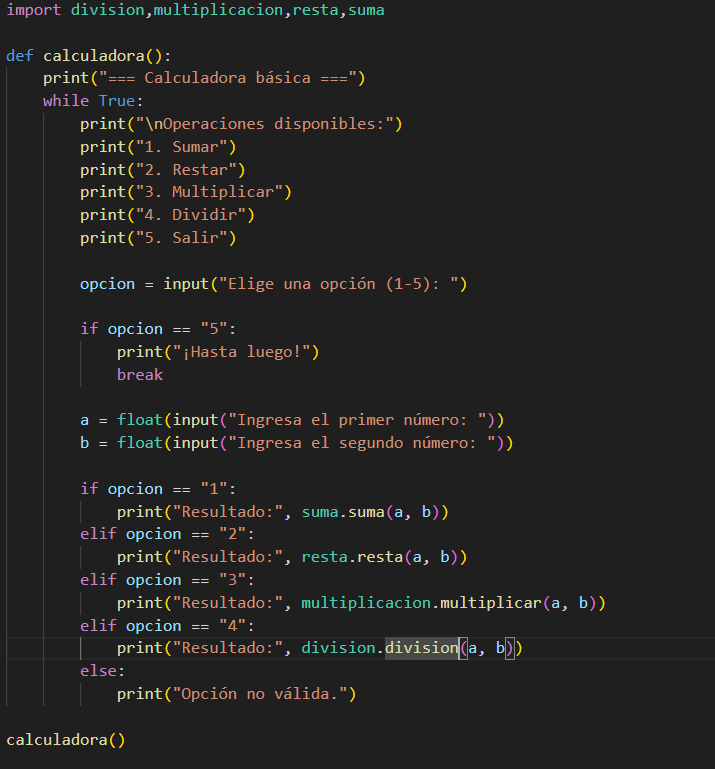 import division,multiplicacion,resta,suma
def calculadora():
    print("=== Calculadora básica ===")
    while True:
        print("\nOperaciones disponibles:")
        print("1. Sumar")
        print("2. Restar")
        print("3. Multiplicar")
        print("4. Dividir")
        print("5. Salir")
        opcion = input("Elige una opción (1-5): ")
        if opcion == "5":
            print("¡Hasta luego!")
            break
        a = float(input("Ingresa el primer número: "))
        b = float(input("Ingresa el segundo número: "))
        if opcion == "1":
            print("Resultado:", suma.suma(a, b))
        elif opcion == "2":
            print("Resultado:", resta.resta(a, b))
        elif opcion == "3":
            print("Resultado:", multiplicacion.multiplicar(a, b))
        elif opcion == "4":
            print("Resultado:", division.division(a, b))
        else:
            print("Opción no válida.")
calculadora()